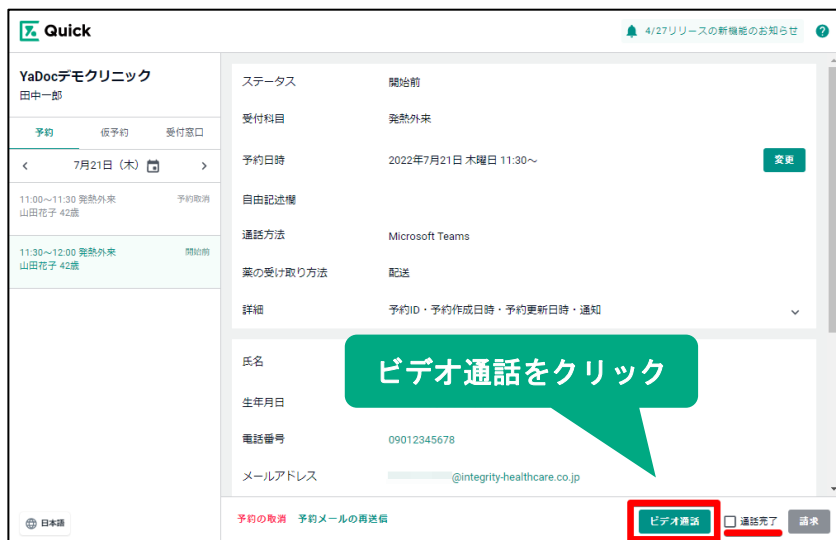 Quick
4/27リリースの新機能のお知らせ
YaDocデモクリニック
田中一郎
予約 仮予約 受付窓口
7月21日（木）
11:00～11:30 発熱外来 予約取消
山田花子 42歳
11:30～12:00 発熱外来 開始前
山田花子 42歳
日本語
ステータス 開始前
受付科目 発熱外来
予約日時 2022年7月21日 木曜日 11:30～ 変更
自由記述欄
通話方法 Microsoft Teams
薬の受け取り方法 配送
詳細 予約ID・予約作成日時・予約更新日時・通知
氏名
ビデオ通話をクリック
生年月日
電話番号 09012345678
メールアドレス @integrity-healthcare.co.jp
予約の取消 予約メールの再送信 ビデオ通話 通話完了 請求